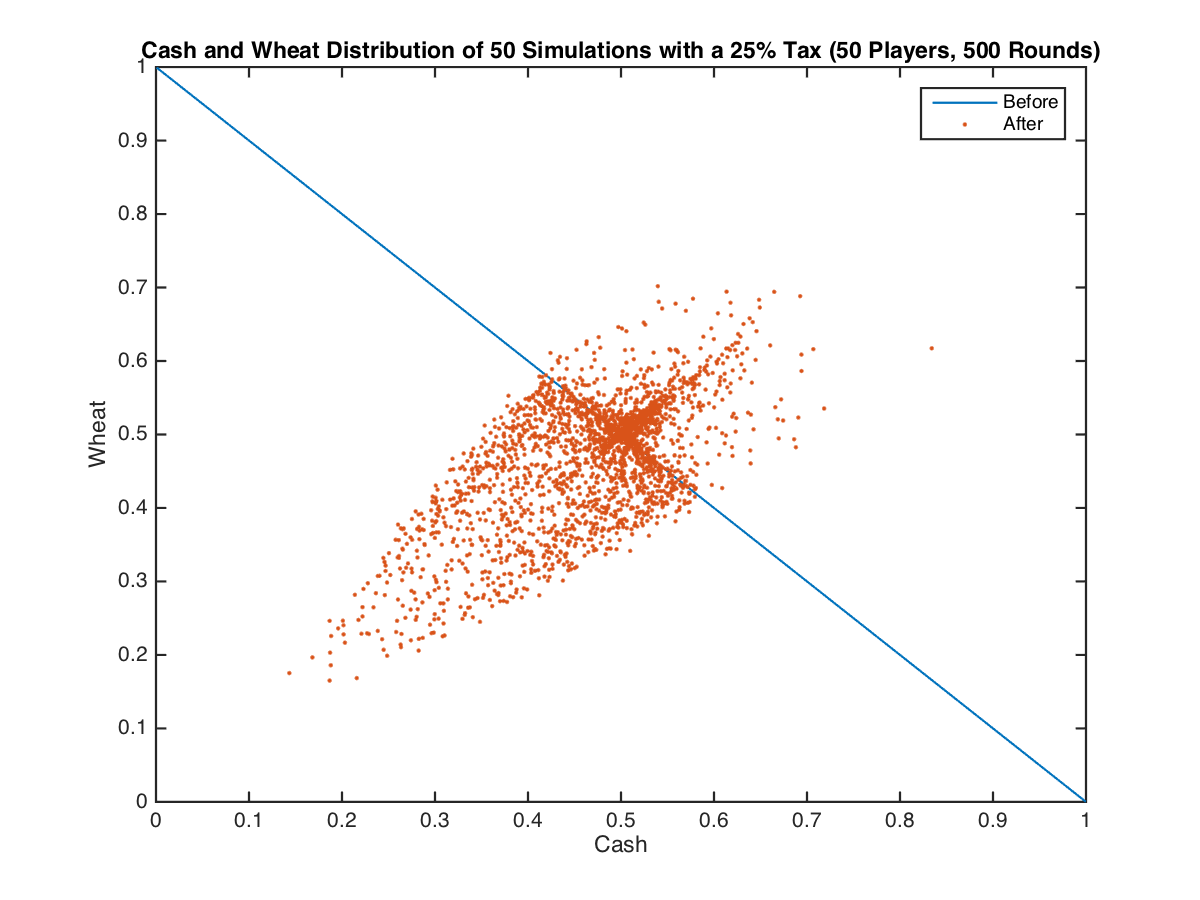 Cash and Wheat Distribution of 50 Simulations with a 25% Tax (50 Players, 500 Rounds)
Before
After
1
0.9
0.8
0.7
0.6
0.5
0.4
0.3
0.2
0.1
0
Wheat
0 0.1 0.2 0.3 0.4 0.5 0.6 0.7 0.8 0.9 1
Cash